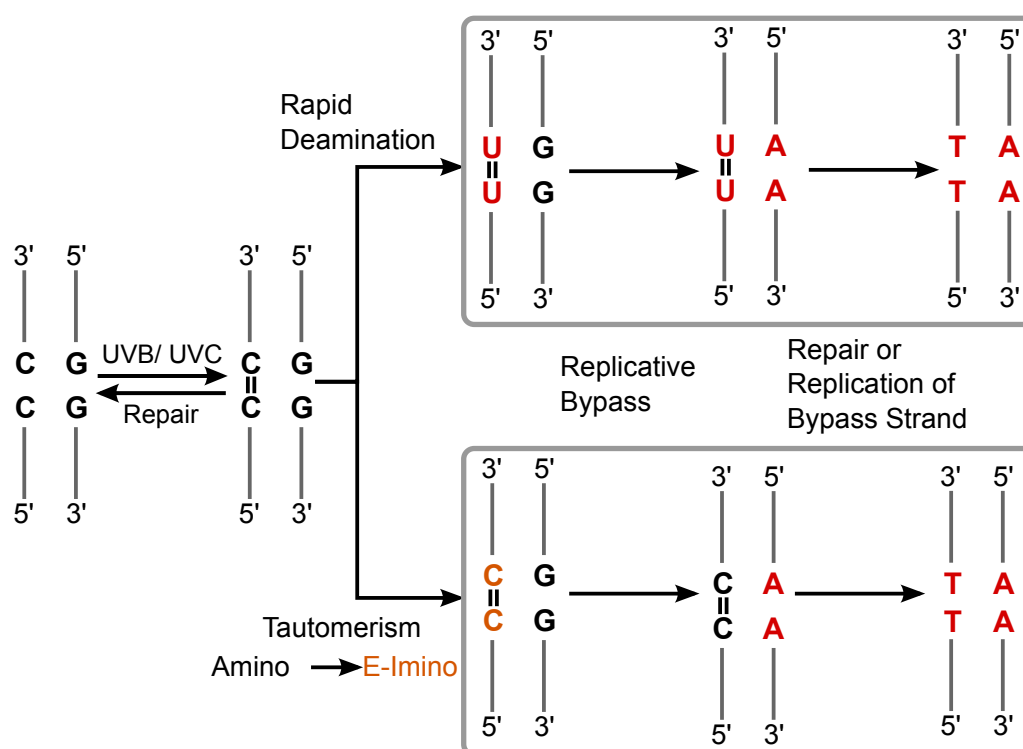 3' 5' 3' 5' 3' 5'
Rapid
Deamination
U G U A T A
U G U A T A
5' 3' 5' 3' 5' 3'
3' 5' 3' 5'
C G UVB/ UVC C G
C G Repair C G
5' 3' 5' 3'
Replicative
Bypass
Repair or
Replication of
Bypass Strand
3' 5' 3' 5' 3' 5'
C G C A T A
C G C A T A
Tautomerism
Amino E-Imino
5' 3' 5' 3' 5' 3'